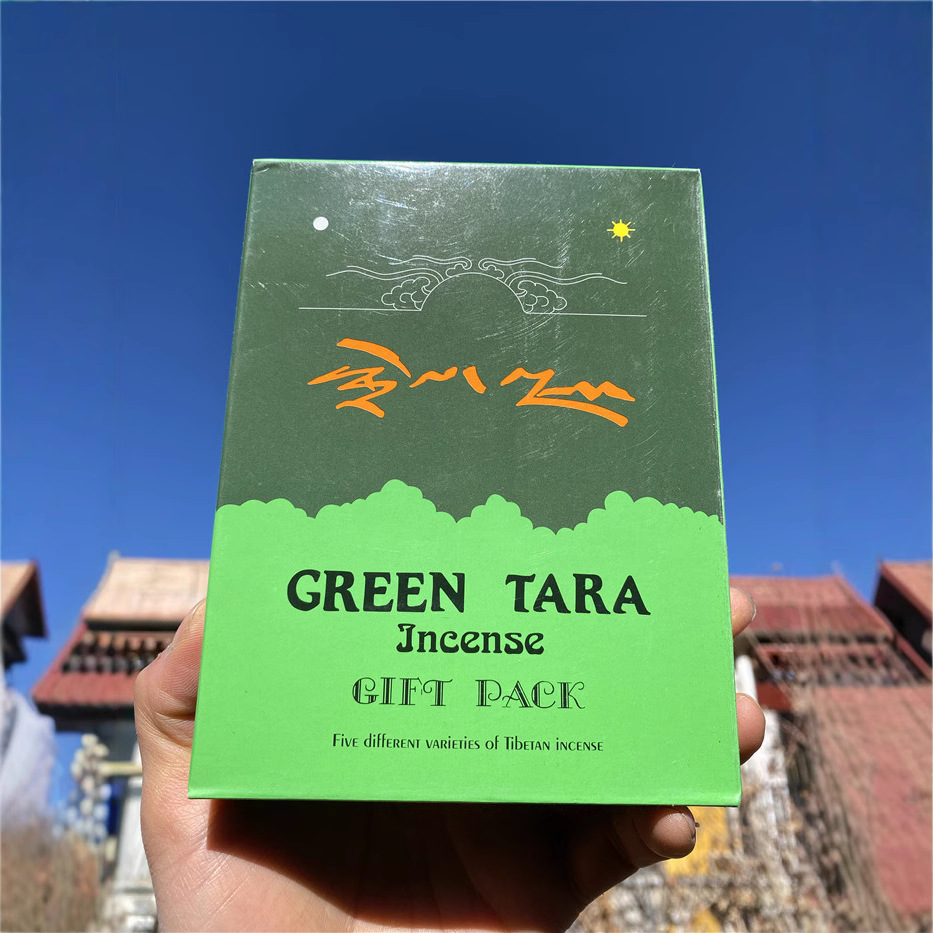 GREEN TARA
Incense
GIFT PACK
Five different varieties of Tibetan incense